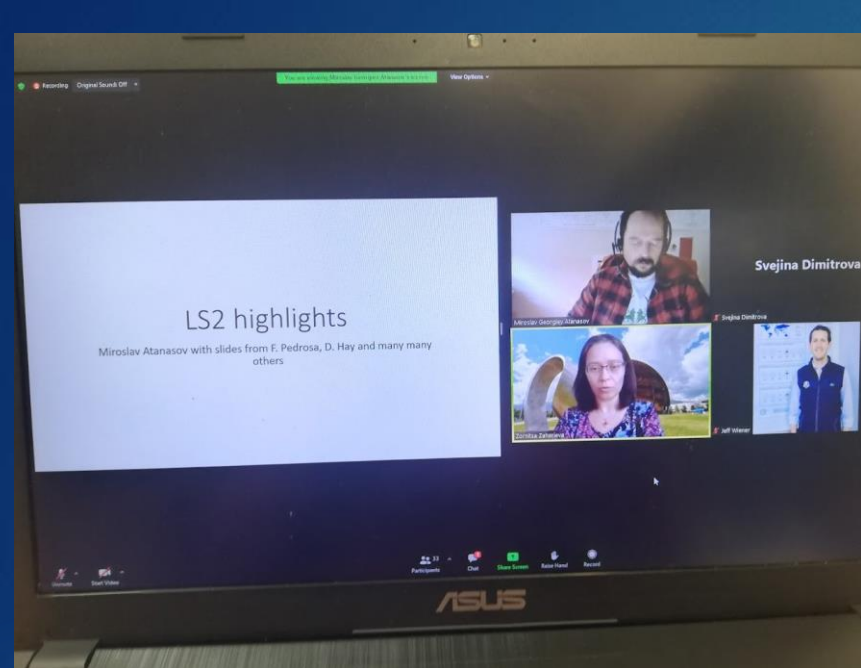 Recording
Original Sound: Off
View Options
LS2 highlights
Miroslav Atanasov with slides from F. Pedrosa, D. Hay and many many
others
Miroslav Georgiev Atanasov
Svejina Dimitrova
Svejina Dimitrova
Zornitsa Zaharieva
Jeff Wiener
Unmute
Start Video
33
Participants
Chat
Share Screen
Raise Hand
Record
ASUS